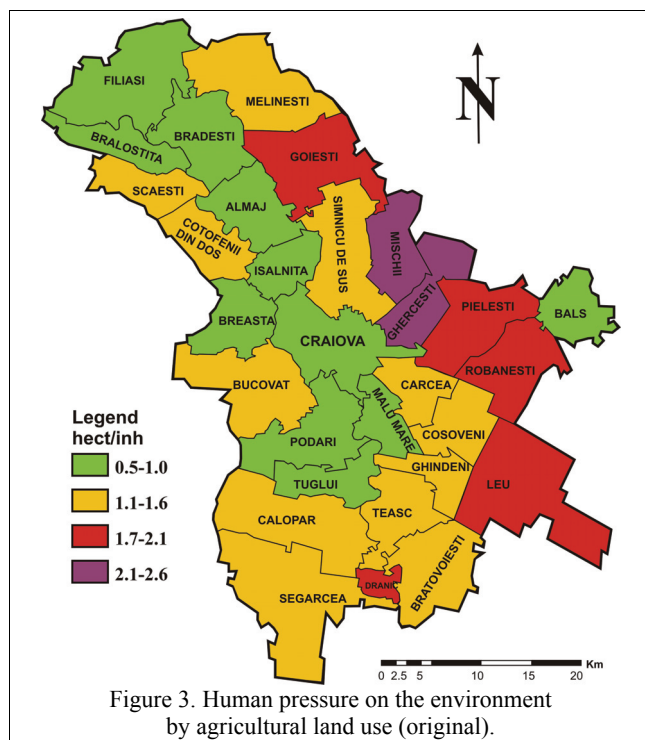 N
FILIASI
MELINESTI
BRADESTI
BRALOSTITA
GOIESTI
SCAESTI
ALMAJ
SIMNICU DE SUS
COTOFENII
DIN DOS
MISCHII
ISALNITA
GHERCESTI
PIELESTI
BALS
BREASTA
CRAIOVA
ROBANESTI
BUCOVAT
CARCEA
MALU MARE
Legend
hect/inh
0.5-1.0
1.1-1.6
1.7-2.1
2.1-2.6
PODARI
COSOVENI
GHINDENI
TUGLUI
LEU
CALOPAR
TEASC
BRATOVOIESTI
DRANIC
SEGARCEA
Km
0 2.5 5 10 15 20
Figure 3. Human pressure on the environment
by agricultural land use (original).